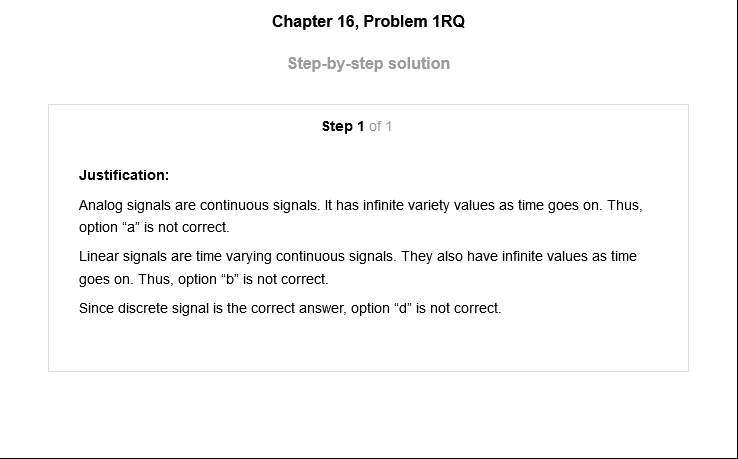 Chapter 16, Problem 1RQ
Step-by-step solution
Step 1 of 1
Justification:
Analog signals are continuous signals. It has infinite variety values as time goes on. Thus,
option “a” is not correct.
Linear signals are time varying continuous signals. They also have infinite values as time
goes on. Thus, option “b” is not correct.
Since discrete signal is the correct answer, option “d” is not correct.